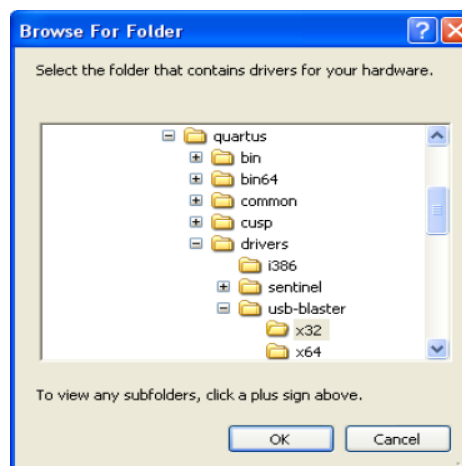 Browse For Folder
Select the folder that contains drivers for your hardware.
quartus
bin
bin64
common
cusp
drivers
i386
sentinel
usb-blaster
x32
x64
To view any subfolders, click a plus sign above.
OK
Cancel